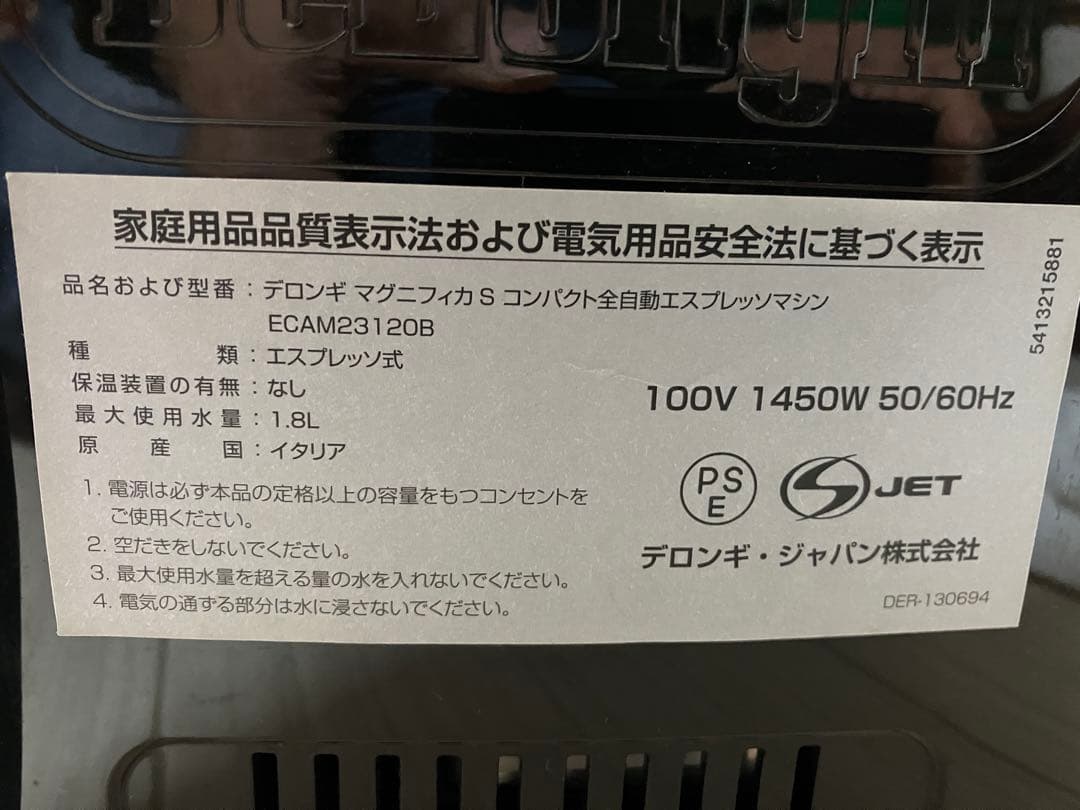 DeLonghi
家庭用品品質表示法および電気用品安全法に基づく表示
品名および型番：デロンギ マグニフィカ S コンパクト全自動エスプレッソマシン
ECAM23120B
種類：エスプレッソ式
保温装置の有無：なし
最大使用水量：1.8L
原産国：イタリア
1. 電源は必ず本品の定格以上の容量をもつコンセントを
ご使用ください。
2. 空だきをしないでください。
3. 最大使用水量を超える量の水を入れないでください。
4. 電気の通ずる部分は水に浸さないでください。
100V 1450W 50/60Hz
PS
E
S JET
デロンギ・ジャパン株式会社
DER-130694
5413215881